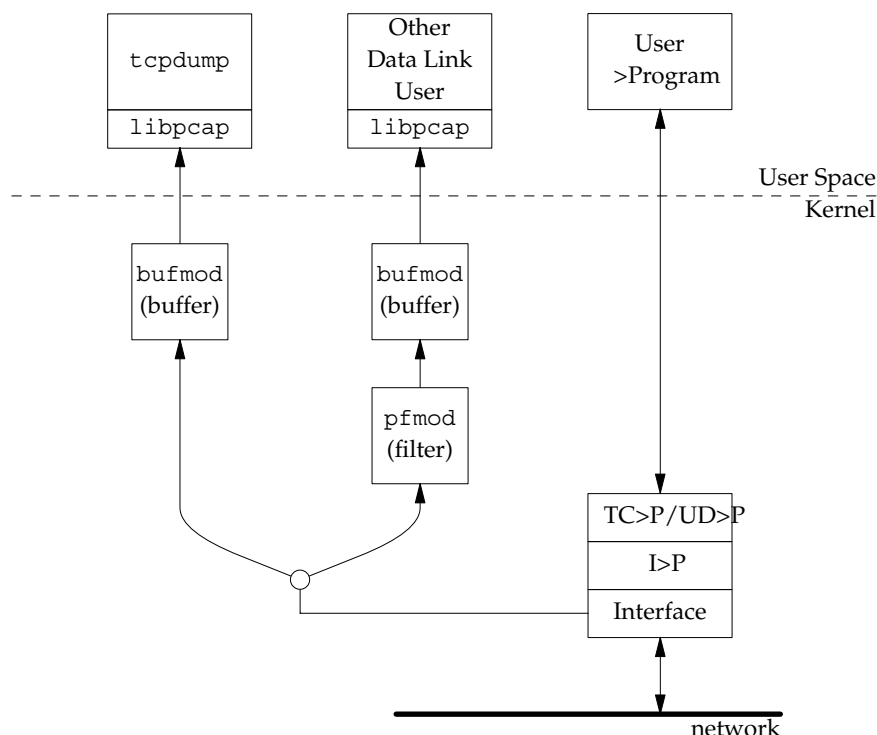 tcpdump
libpcap
Other
Data Link
User
libpcap
User
>Program
User Space
Kernel
bufmod
(buffer)
bufmod
(buffer)
pfmod
(filter)
TC>P/UD>P
I>P
Interface
network